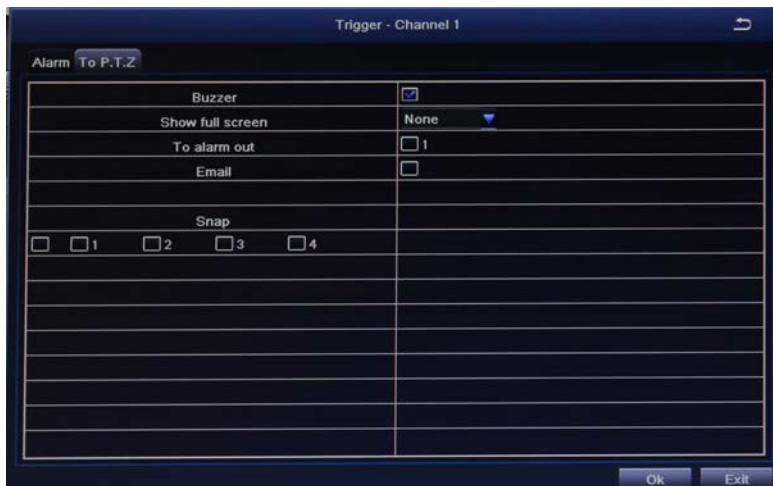 Trigger - Channel 1
Alarm To P.T.Z
Buzzer
Show full screen None
To alarm out 1
Email
Snap
1 2 3 4
Ok Exit